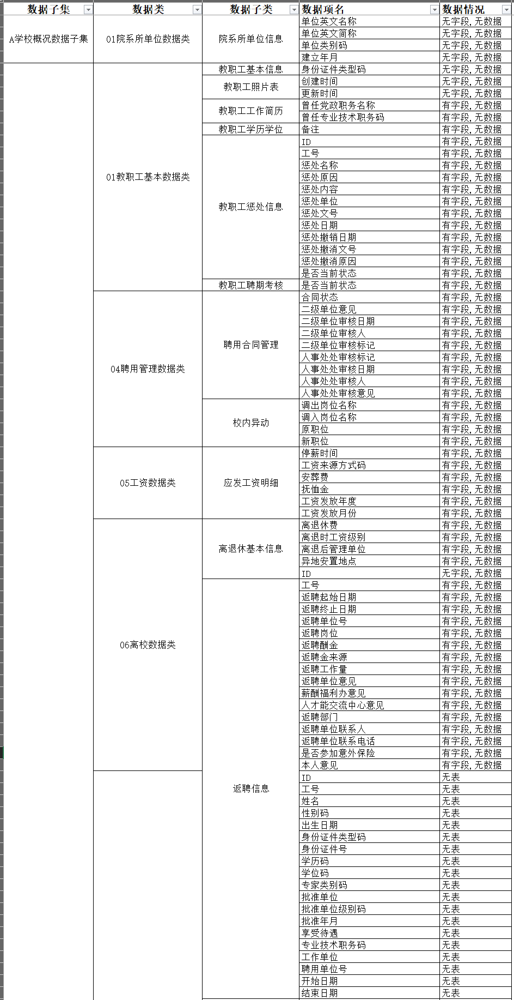 数据子集 数据类 数据子类 数据项名 数据情况
A学校概况数据子集 01院系所单位数据类 院系所单位信息 单位英文名称 无字段,无数据
单位英文简称 无字段,无数据
单位类别码 无字段,无数据
建立年月 无字段,无数据
01教职工基本数据类 教职工基本信息 身份证件类型码 无字段,无数据
教职工照片表 创建时间 无字段,无数据
更新时间 无字段,无数据
教职工工作简历 曾任党政职务名称 有字段,无数据
曾任专业技术职务码 有字段,无数据
教职工学历学位 备注 有字段,无数据
教职工惩处信息 ID 有字段,无数据
工号 有字段,无数据
惩处名称 有字段,无数据
惩处原因 有字段,无数据
惩处内容 有字段,无数据
惩处单位 有字段,无数据
惩处文号 有字段,无数据
惩处日期 有字段,无数据
惩处撤销日期 有字段,无数据
惩处撤消文号 有字段,无数据
惩处撤消原因 有字段,无数据
是否当前状态 有字段,无数据
教职工聘期考核 是否当前状态 有字段,无数据
04聘用管理数据类 聘用合同管理 合同状态 有字段,无数据
二级单位意见 有字段,无数据
二级单位审核日期 有字段,无数据
二级单位审核人 有字段,无数据
二级单位审核标记 有字段,无数据
人事处处审核标记 有字段,无数据
人事处处审核日期 有字段,无数据
人事处处审核人 有字段,无数据
人事处处审核意见 有字段,无数据
校内异动 调出岗位名称 有字段,无数据
调入岗位名称 有字段,无数据
原职位 有字段,无数据
新职位 有字段,无数据
05工资数据类 应发工资明细 停薪时间 有字段,无数据
工资来源方式码 有字段,无数据
安葬费 有字段,无数据
抚恤金 有字段,无数据
工资发放年度 有字段,无数据
工资发放月份 有字段,无数据
06离校数据类 离退休基本信息 离退休费 有字段,无数据
离退时工资级别 有字段,无数据
离退后管理单位 有字段,无数据
异地安置地点 有字段,无数据
ID 无字段,无数据
返聘信息 工号 有字段,无数据
返聘起始日期 有字段,无数据
返聘终止日期 有字段,无数据
返聘单位号 有字段,无数据
返聘岗位 有字段,无数据
返聘酬金 有字段,无数据
返聘金来源 有字段,无数据
返聘工作量 有字段,无数据
返聘单位意见 有字段,无数据
薪酬福利办意见 有字段,无数据
人才能交流中心意见 有字段,无数据
返聘部门 有字段,无数据
返聘单位联系人 有字段,无数据
返聘单位联系电话 有字段,无数据
是否参加意外保险 有字段,无数据
本人意见 有字段,无数据
ID 无表
工号 无表
姓名 无表
性别码 无表
出生日期 无表
身份证件类型码 无表
身份证件号 无表
学历码 无表
学位码 无表
专家类别码 无表
批准单位 无表
批准单位级别码 无表
批准年月 无表
享受待遇 无表
专业技术职务码 无表
工作单位 无表
聘用单位号 无表
开始日期 无表
结束日期 无表